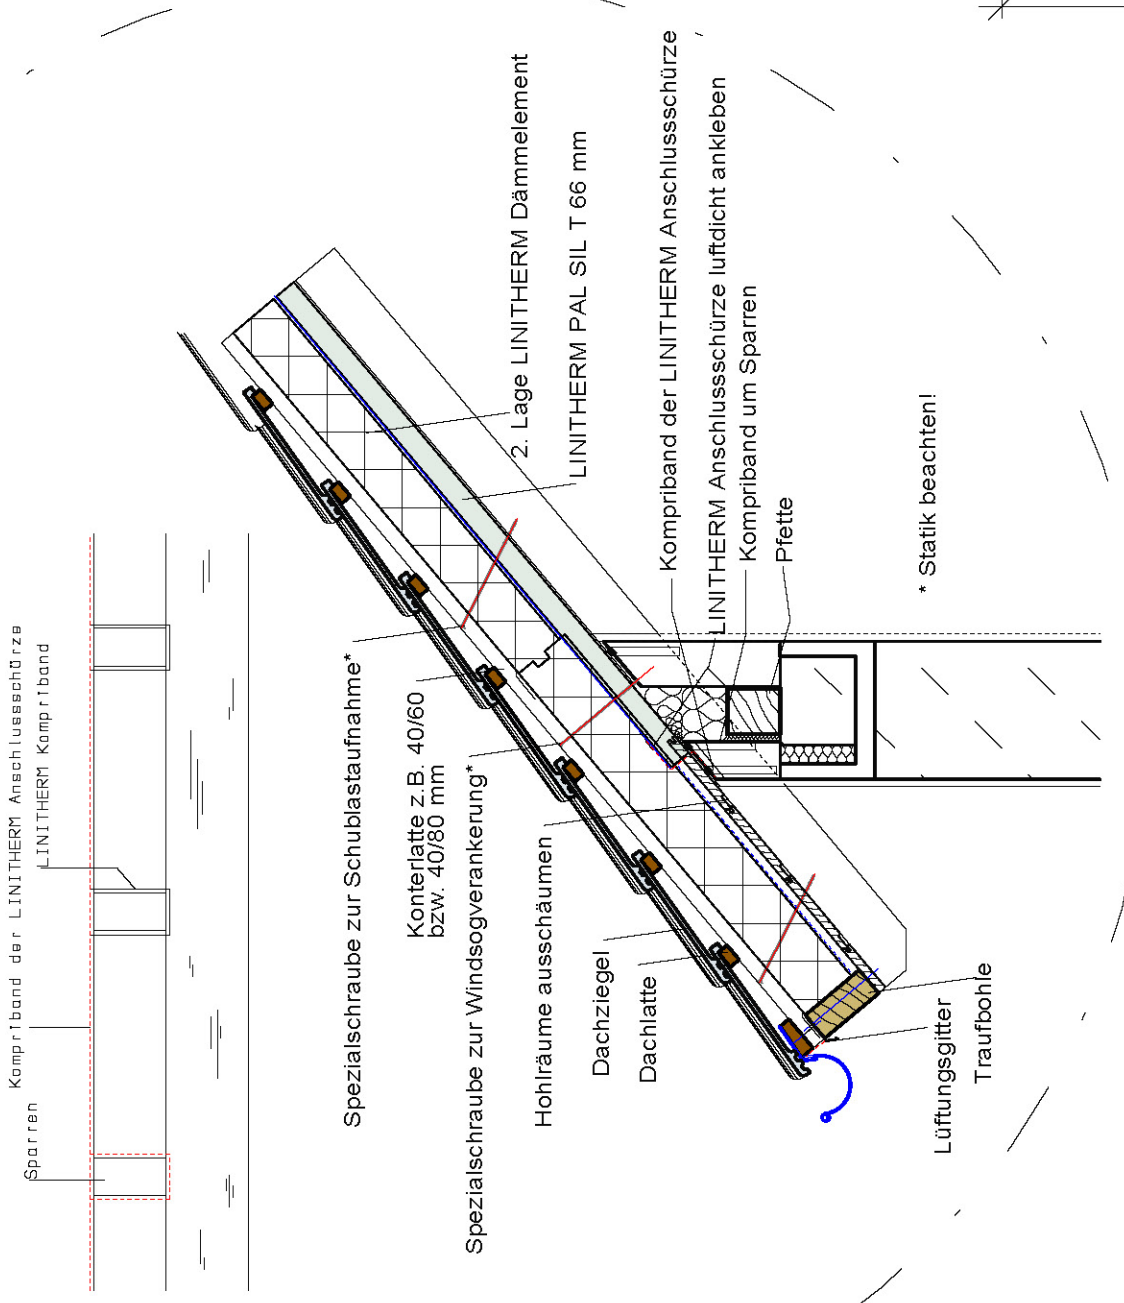 Kompriband der LINITHERM Anschlussschürze
LINITHERM Kompriband
Sparren
2. Lage LINITHERM Dämmelement
LINITHERM PAL SIL T 66 mm
Kompriband der LINITHERM Anschlussschürze
LINITHERM Anschlussschürze luftdicht ankleben
Kompriband um Sparren
Pfette
* Statik beachten!
Spezialschraube zur Schublastaufnahme*
Konterlatte z.B. 40/60
bzw. 40/80 mm
Spezialschraube zur Windsogverankerung*
Hohlräume ausschäumen
Dachziegel
Dachlatte
Lüftungsgitter
Traufbohle